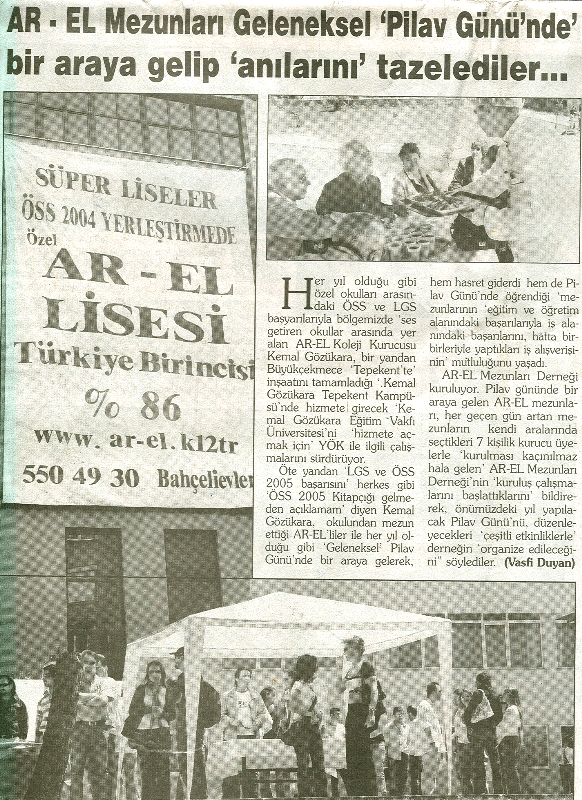 AR - EL Mezunları Geleneksel 'Pilav Günü'nde'
bir araya gelip 'anılarını' tazelediler...
SÜPER LİSELER
ÖSS 2004 YERLEŞTİRMEDE
Özel
AR - EL
LİSESİ
Türkiye Birincisi
% 86
www. ar-el.k12tr
550 49 30 Bahçelievler
Her yıl olduğu gibi
özel okulları arasın-
daki ÖSS ve LGS
başyarılarıyla bölgemizde 'ses
getiren okullar arasında yer
alan AR-EL Koleji Kurucusu
Kemal Gözükara, bir yandan
Büyükçekmece 'Tepekent'te'
inşaatını tamamladığı '.Kemal
Gözükara Tepekent Kampü-
sü'nde hizmete girecek 'Ke-
mal Gözükara Eğitim Vakfı
Üniversitesi'ni 'hizmete aç-
mak için' YÖK ile ilgili çalış-
malarını sürdürüyor.
Öte yandan 'LGS ve ÖSS
2005 başarısını' herkes gibi
'ÖSS 2005 Kitapçığı gelme-
den açıklamam' diyen Kemal
Gözükara, okulundan mezun
ettiği AR-EL'liler ile her yıl ol-
duğu gibi 'Geleneksel' Pilav
Günü'nde bir araya gelerek,
hem hasret giderdi hem de Pi-
lav Günü'nde öğrendiği 'me-
zunlarının 'eğitim ve öğretim
alanındaki başarılarıyla iş ala-
nındaki başarılarını, hatta bir-
birleriyle yaptıkları iş alışverişi-
nin' mutluluğunu yaşadı.
AR-EL Mezunları Derneği
kuruluyor. Pilav gününde bir
araya gelen AR-EL mezunla-
rı, her geçen gün artan mez-
unların kendi aralarında
seçtikleri 7 kişilik kurucu üye-
lerle 'kurulması kaçınılmaz
hala gelen' AR-EL Mezunları
Derneği'nin 'kuruluş çalışma-
larını başlattıklarını' bildire-
rek, önümüzdeki yıl yapıla-
cak Pilav Günü'nü, düzenle-
yecekleri 'çeşitli etkinliklerle'
derneğin 'organize edileceği-
ni" söylediler. (Vasfi Duyan)